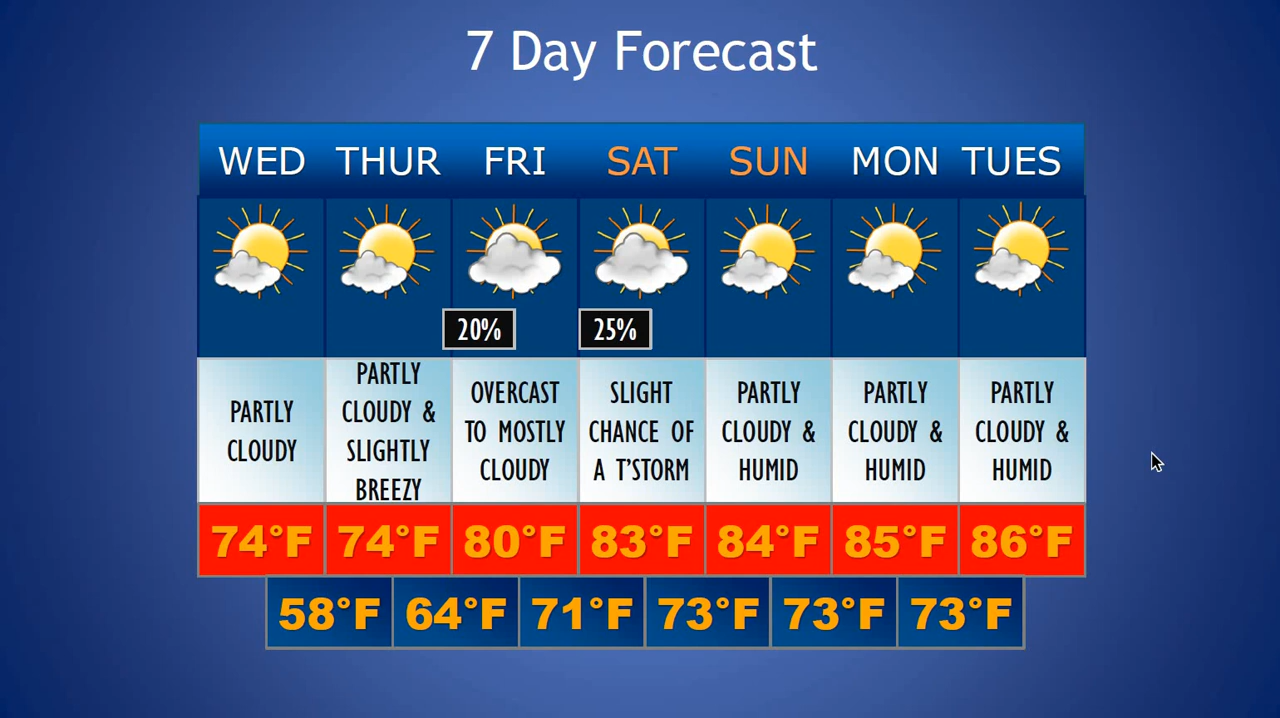 7 Day Forecast
WED THUR FRI SAT SUN MON TUES
20% 25%
PARTLY
CLOUDY
PARTLY
CLOUDY &
SLIGHTLY
BREEZY
OVERCAST
TO MOSTLY
CLOUDY
SLIGHT
CHANCE OF
A T'STORM
PARTLY
CLOUDY &
HUMID
PARTLY
CLOUDY &
HUMID
PARTLY
CLOUDY &
HUMID
74°F 74°F 80°F 83°F 84°F 85°F 86°F
58°F 64°F 71°F 73°F 73°F 73°F